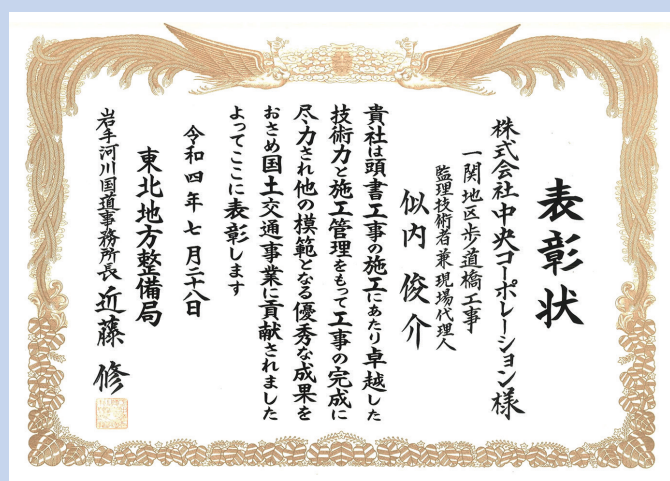 表彰状
株式会社中央コーポレーション様
一関地区歩道橋工事
監理技術者兼現場代理人
似内俊介
貴社は頭書工事の施工にあたり卓越した
技術力と施工管理をもって工事の完成に
尽力され他の模範となる優秀な成果を
おさめ国土交通事業に貢献されました
よってここに表彰します
令和四年七月二十八日
東北地方整備局
岩手河川国道事務所長 近藤修